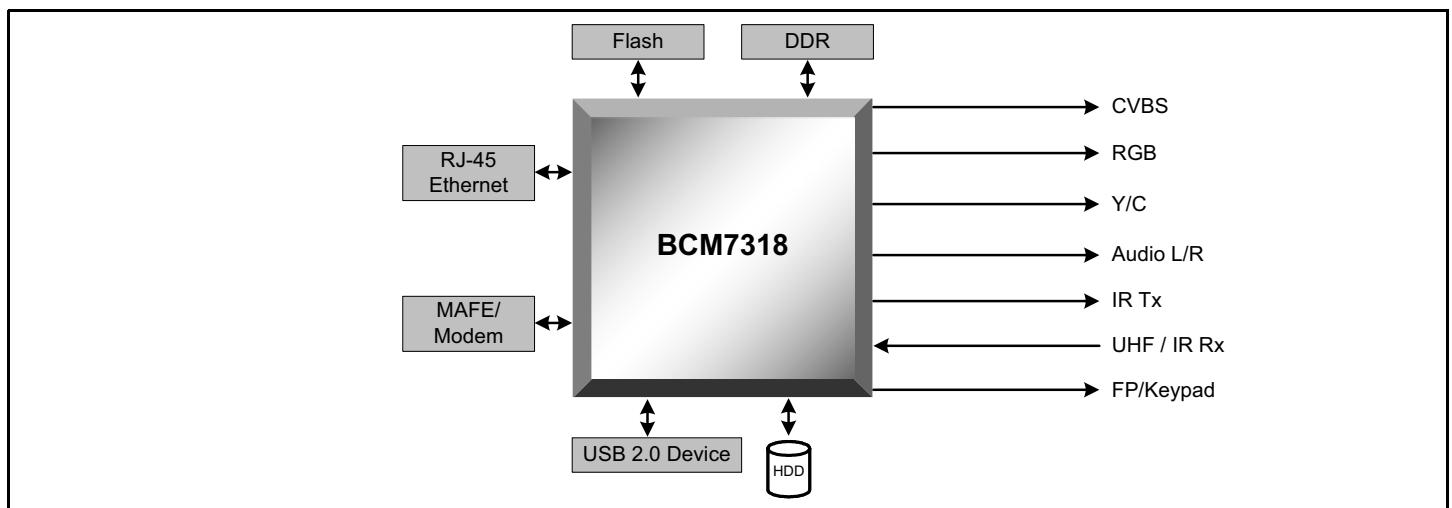 Flash
DDR
CVBS
RGB
RJ-45
Ethernet
Y/C
BCM7318
Audio L/R
IR Tx
MAFE/
Modem
UHF / IR Rx
FP/Keypad
USB 2.0 Device
HDD